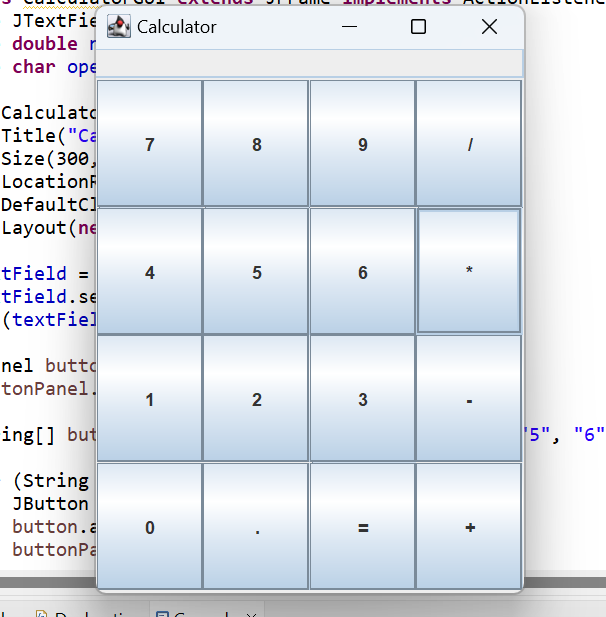 s CalculatorGUI extends JFrame implements ActionListene
JTextFie
Calculator
double
char ope
Calculato
Title("Ca
Size(300,
LocationR
DefaultCl
Layout(ne
tField =
tField.se
(textFiel
nel butto
tonPanel.
ing[] but
"5", "6"
(String
JButton
button.a
buttonPa
7 8 9 /
4 5 6 *
1 2 3 -
0 . = +